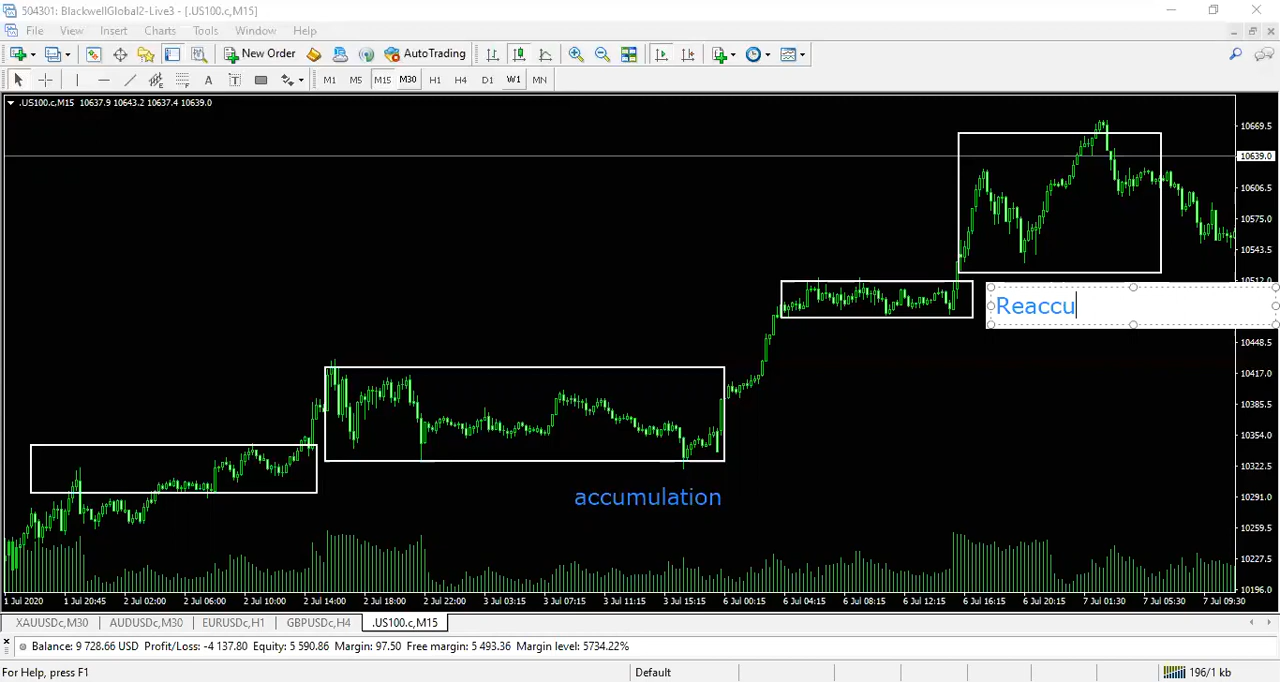 504301: BlackwellGlobal2-Live3 - [.US100.c,M15]
File View Insert Charts Tools Window Help
New Order AutoTrading
A T M1 M5 M15 M30 H1 H4 D1 W1 MN
.US100.c,M15 10637.9 10643.2 10637.4 10639.0
10669.5
10639.0
10606.5
10575.0
10543.5
10512.0
Reaccu
10448.5
10417.0
10385.5
10354.0
10322.5
accumulation
10291.0
10259.5
10227.5
10196.0
1 Jul 2020 1 Jul 20:45 2 Jul 02:00 2 Jul 06:00 2 Jul 10:00 2 Jul 14:00 2 Jul 18:00 2 Jul 22:00 3 Jul 03:15 3 Jul 07:15 3 Jul 11:15 3 Jul 15:15 6 Jul 00:15 6 Jul 04:15 6 Jul 08:15 6 Jul 12:15 6 Jul 16:15 6 Jul 20:15 7 Jul 01:30 7 Jul 05:30 7 Jul 09:30
XAUUSDc,M30 AUDUSDc,M30 EURUSDc,H1 GBPUSDc,H4 .US100.c,M15
Balance: 9 728.66 USD Profit/Loss: -4 137.80 Equity: 5 590.86 Margin: 97.50 Free margin: 5 493.36 Margin level: 5734.22%
For Help, press F1 Default 196/1 kb